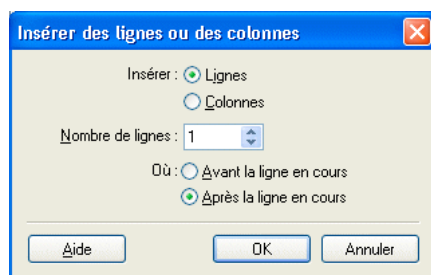 Insérer des lignes ou des colonnes
Insérer : Lignes
Colonnes
Nombre de lignes : 1
Où : Avant la ligne en cours
Après la ligne en cours
Aide OK Annuler